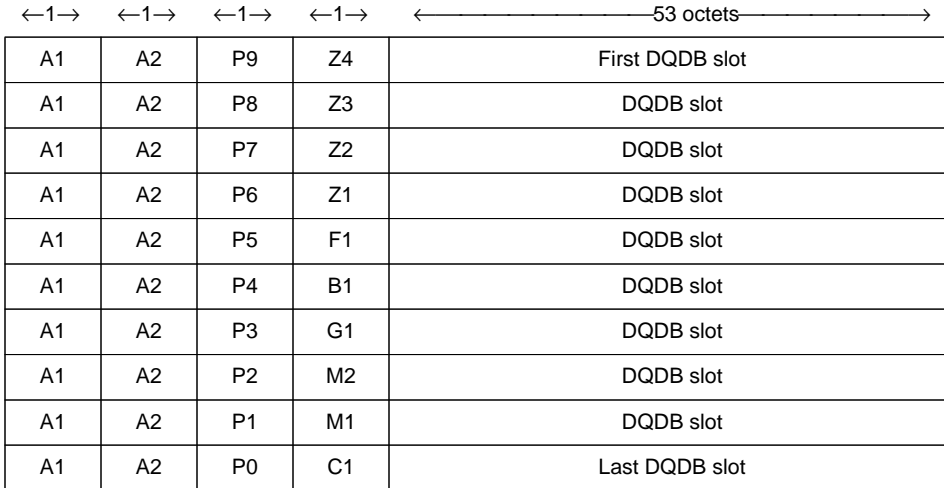 ←1→ ←1→ ←1→ ←1→ ←53 octets→
A1 A2 P9 Z4 First DQDB slot
A1 A2 P8 Z3 DQDB slot
A1 A2 P7 Z2 DQDB slot
A1 A2 P6 Z1 DQDB slot
A1 A2 P5 F1 DQDB slot
A1 A2 P4 B1 DQDB slot
A1 A2 P3 G1 DQDB slot
A1 A2 P2 M2 DQDB slot
A1 A2 P1 M1 DQDB slot
A1 A2 P0 C1 Last DQDB slot